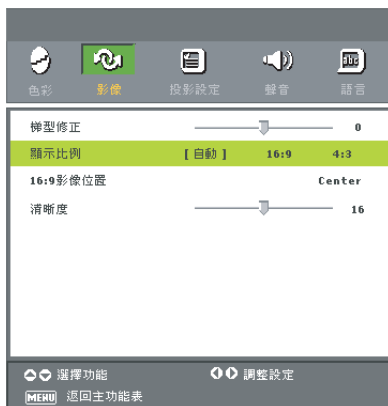 色彩 影像 投影設定 聲音 語言
梯型修正 0
顯示比例 [ 自動 ] 16:9 4:3
16:9影像位置 Center
清晰度 16
選擇功能 調整設定
MENU 返回主功能表